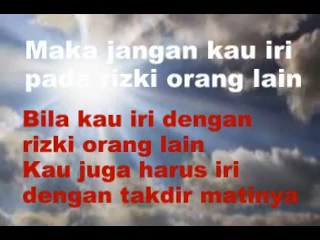 Maka jangan kau iri
pada rizki orang lain
Bila kau iri dengan
rizki orang lain
Kau juga harus iri
dengan takdir matinya